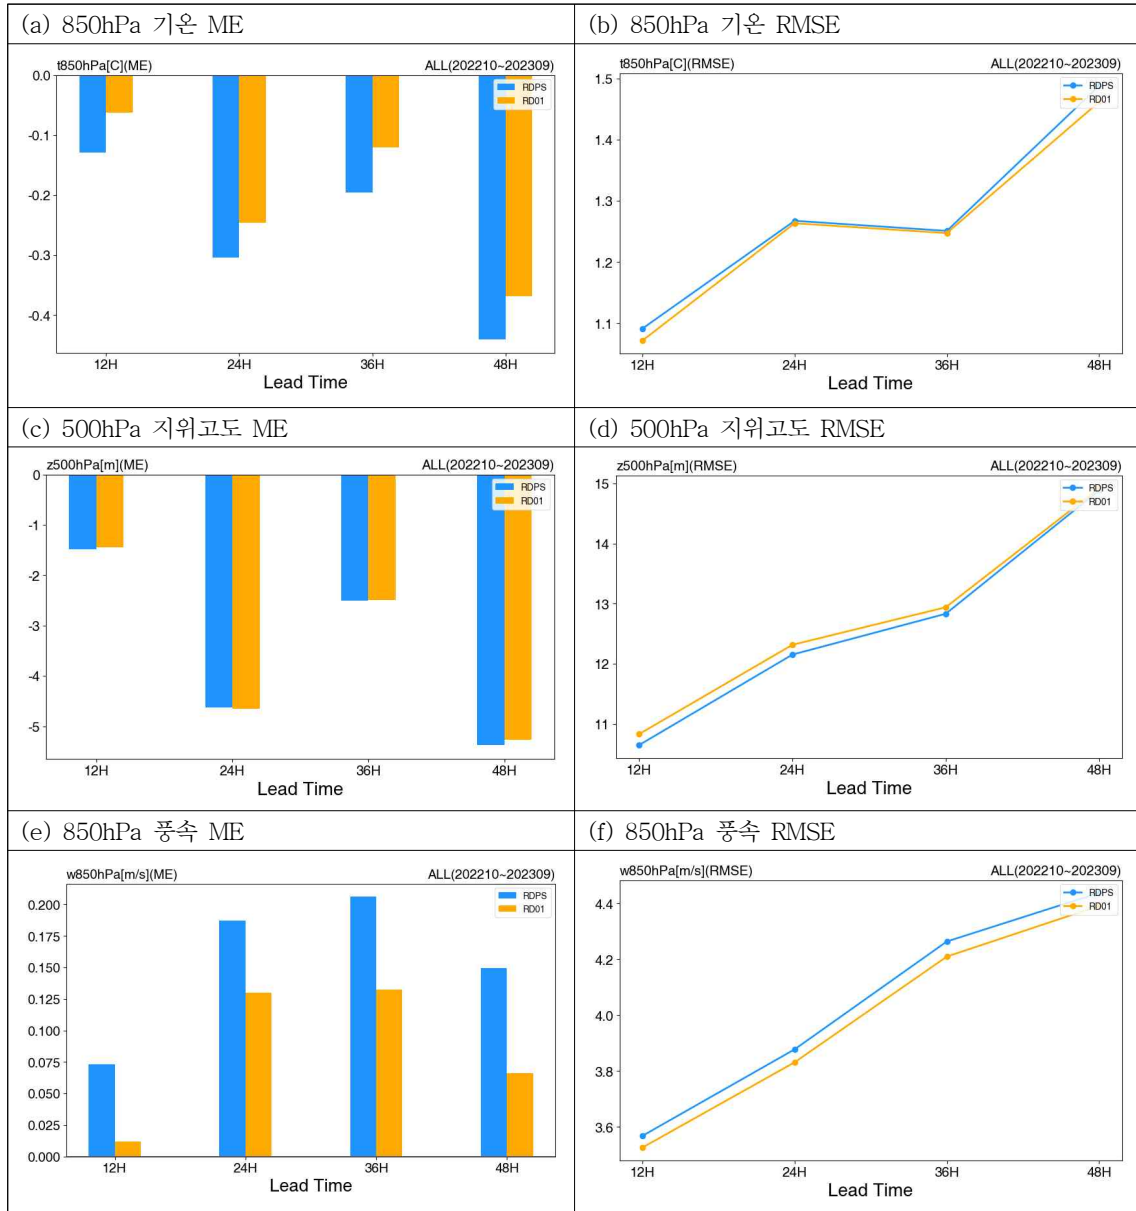 (a) 850hPa 기온 ME
(b) 850hPa 기온 RMSE
t850hPa[C](ME)
ALL(202210~202309)
RDPS
RD01
0.0
-0.1
-0.2
-0.3
-0.4
12H
24H
36H
48H
Lead Time
t850hPa[C](RMSE)
ALL(202210~202309)
RDPS
RD01
1.5
1.4
1.3
1.2
1.1
12H
24H
36H
48H
Lead Time
(c) 500hPa 지위고도 ME
(d) 500hPa 지위고도 RMSE
z500hPa[m](ME)
ALL(202210~202309)
RDPS
RD01
0
-1
-2
-3
-4
-5
12H
24H
36H
48H
Lead Time
z500hPa[m](RMSE)
ALL(202210~202309)
RDPS
RD01
15
14
13
12
11
12H
24H
36H
48H
Lead Time
(e) 850hPa 풍속 ME
(f) 850hPa 풍속 RMSE
w850hPa[m/s](ME)
ALL(202210~202309)
RDPS
RD01
0.200
0.175
0.150
0.125
0.100
0.075
0.050
0.025
0.000
12H
24H
36H
48H
Lead Time
w850hPa[m/s](RMSE)
ALL(202210~202309)
RDPS
RD01
4.4
4.2
4.0
3.8
3.6
12H
24H
36H
48H
Lead Time